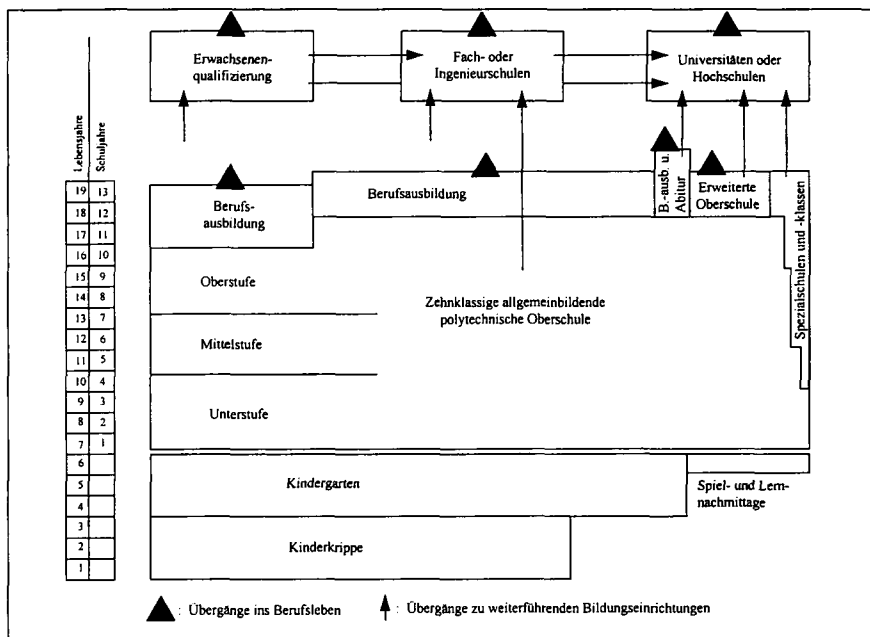 Erwachsenen-
qualifizierung
Fach- oder
Ingenieurschulen
Universitäten oder
Hochschulen
Lebensjahre
Schuljahre
19 13
18 12
17 11
16 10
15 9
14 8
13 7
12 6
11 5
10 4
9 3
8 2
7 1
6
5
4
3
2
1
Berufs-
ausbildung
Berufsausbildung
B.-ausb. u.
Abitur
Erweiterte
Oberschule
Spezialschulen und -klassen
Oberstufe
Zehnklassige allgemeinbildende
polytechnische Oberschule
Mittelstufe
Unterstufe
Kindergarten
Spiel- und Lern-
nachmittage
Kinderkrippe
: Übergänge ins Berufsleben
: Übergänge zu weiterführenden Bildungseinrichtungen